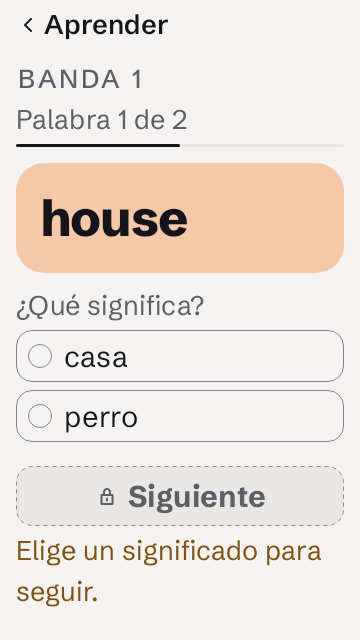 Aprender
BANDA 1
Palabra 1 de 2
house
¿Qué significa?
casa
perro
Siguiente
Elige un significado para
seguir.